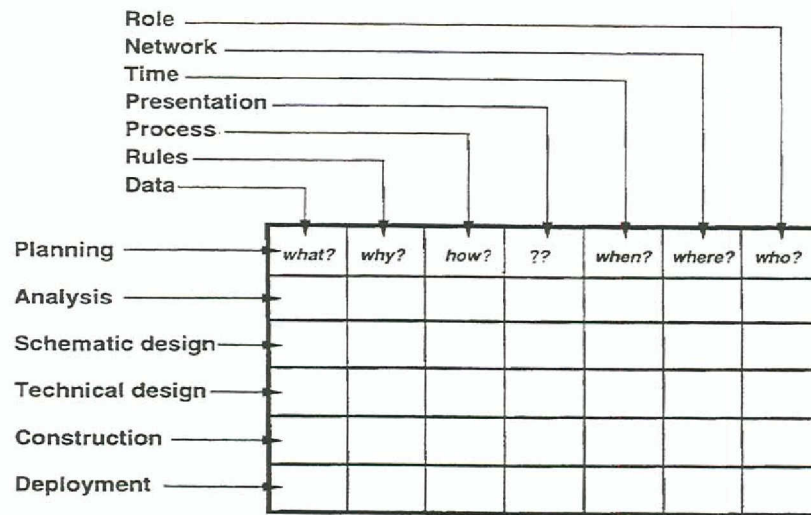 Role
Network
Time
Presentation
Process
Rules
Data
Planning what? why? how? ?? when? where? who?
Analysis
Schematic design
Technical design
Construction
Deployment